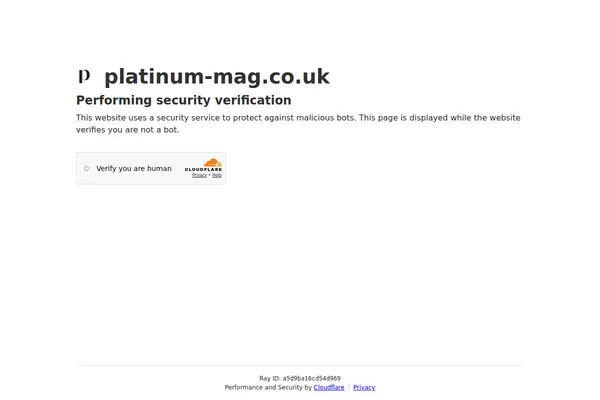 platinum-mag.co.uk
Performing security verification
This website uses a security service to protect against malicious bots. This page is displayed while the website
verifies you are not a bot.
Verify you are human
CLOUDFLARE
Privacy • Help
Ray ID: a5d9ba16cd54d969
Performance and Security by Cloudflare | Privacy